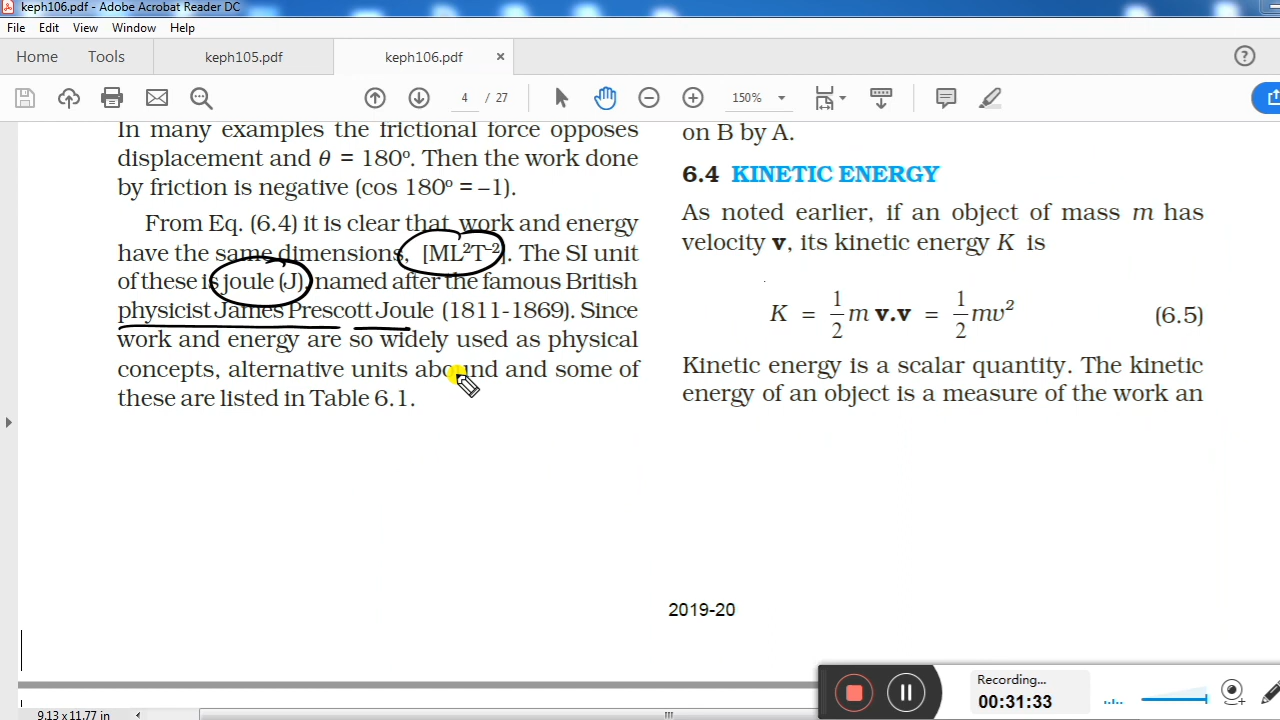 keph106.pdf - Adobe Acrobat Reader DC
File Edit View Window Help
Home Tools keph105.pdf keph106.pdf ×
4 / 27 150%
In many examples the frictional force opposes
displacement and θ = 180°. Then the work done
by friction is negative (cos 180° = –1).
From Eq. (6.4) it is clear that work and energy
have the same dimensions, [ML²T⁻²]. The SI unit
of these is joule (J), named after the famous British
physicist James Prescott Joule (1811-1869). Since
work and energy are so widely used as physical
concepts, alternative units abound and some of
these are listed in Table 6.1.
on B by A.
6.4 KINETIC ENERGY
As noted earlier, if an object of mass m has
velocity v, its kinetic energy K is
K = 1/2 m v.v = 1/2 mv² (6.5)
Kinetic energy is a scalar quantity. The kinetic
energy of an object is a measure of the work an
2019-20
Recording...
00:31:33
9.13 x 11.77 in